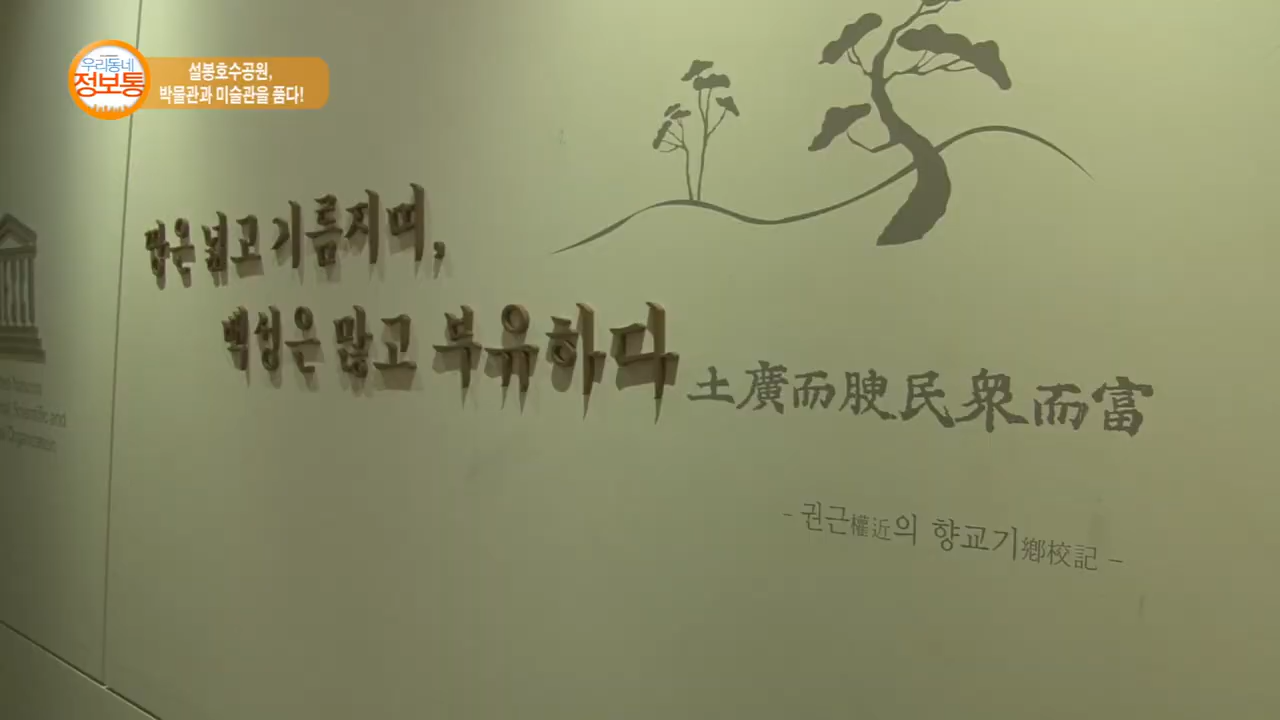 우리동네
정보통
설봉호수공원,
박물관과 미술관을 품다!
땅은 넓고 기름지며,
백성은 많고 부유하다
土廣而腴民衆而富
- 권근權近의 향교기鄕校記 -
Scientific and
Organization